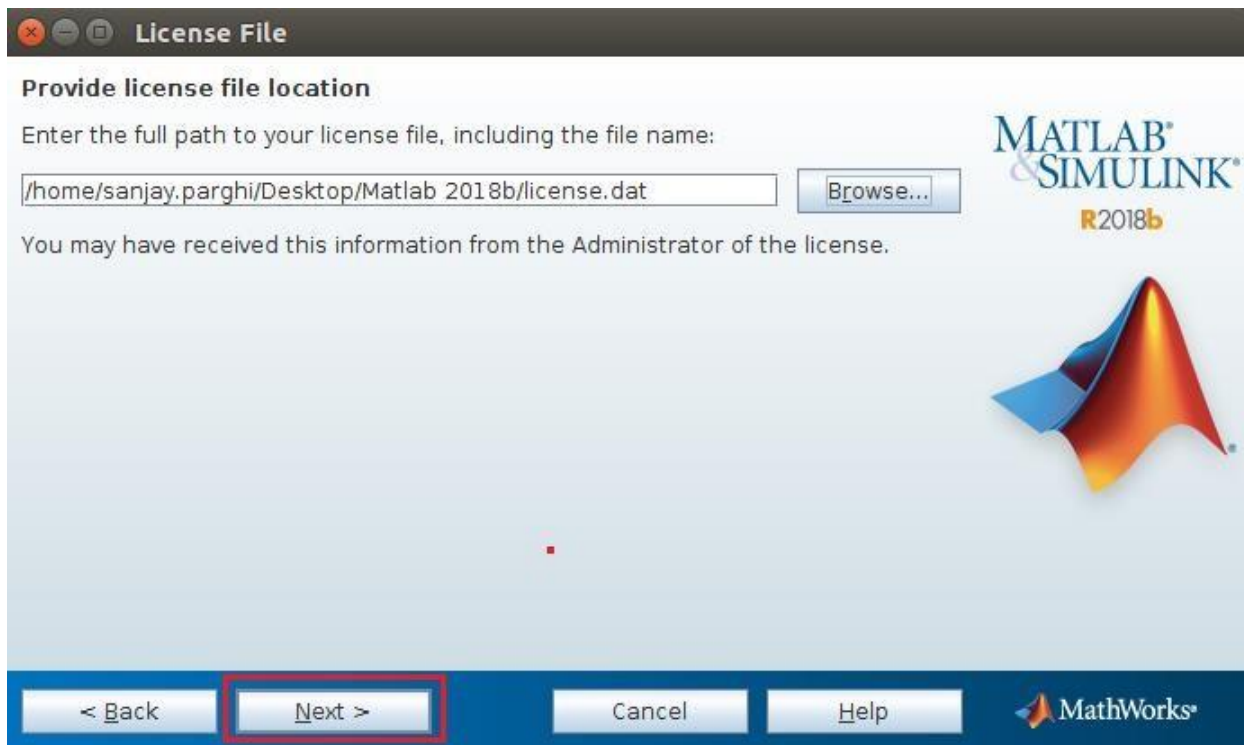 License File
Provide license file location
Enter the full path to your license file, including the file name:
/home/sanjay.parghi/Desktop/Matlab 2018b/license.dat
Browse...
You may have received this information from the Administrator of the license.
MATLAB®
&SIMULINK®
R2018b
< Back
Next >
Cancel
Help
MathWorks®